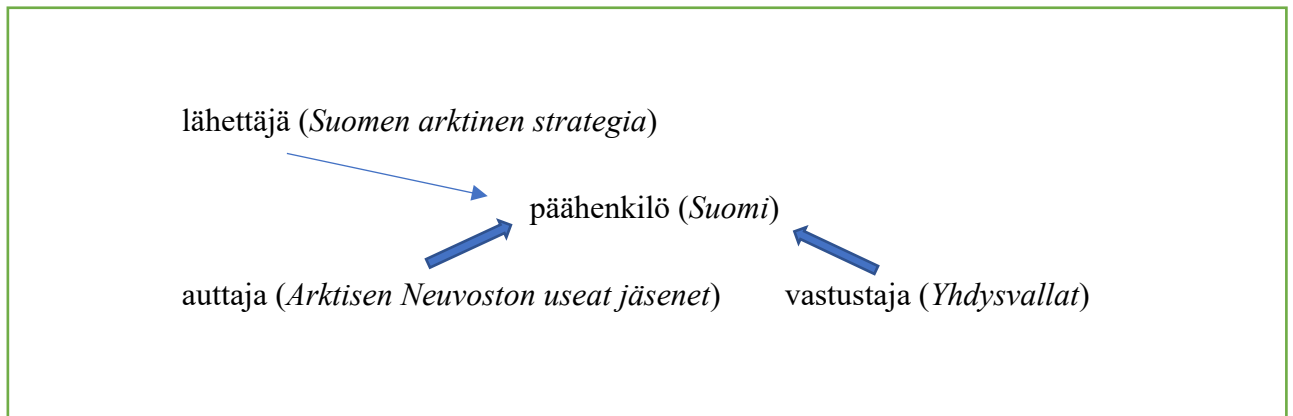 lähettäjä (Suomen arktinen strategia)
päähenkilö (Suomi)
auttaja (Arktisen Neuvoston useat jäsenet) vastustaja (Yhdysvallat)